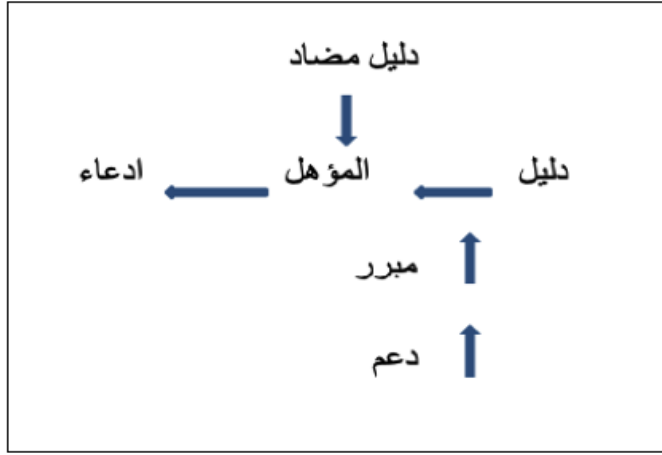 دليل مضاد
دليل المؤهل ادعاء
مبرر
دعم